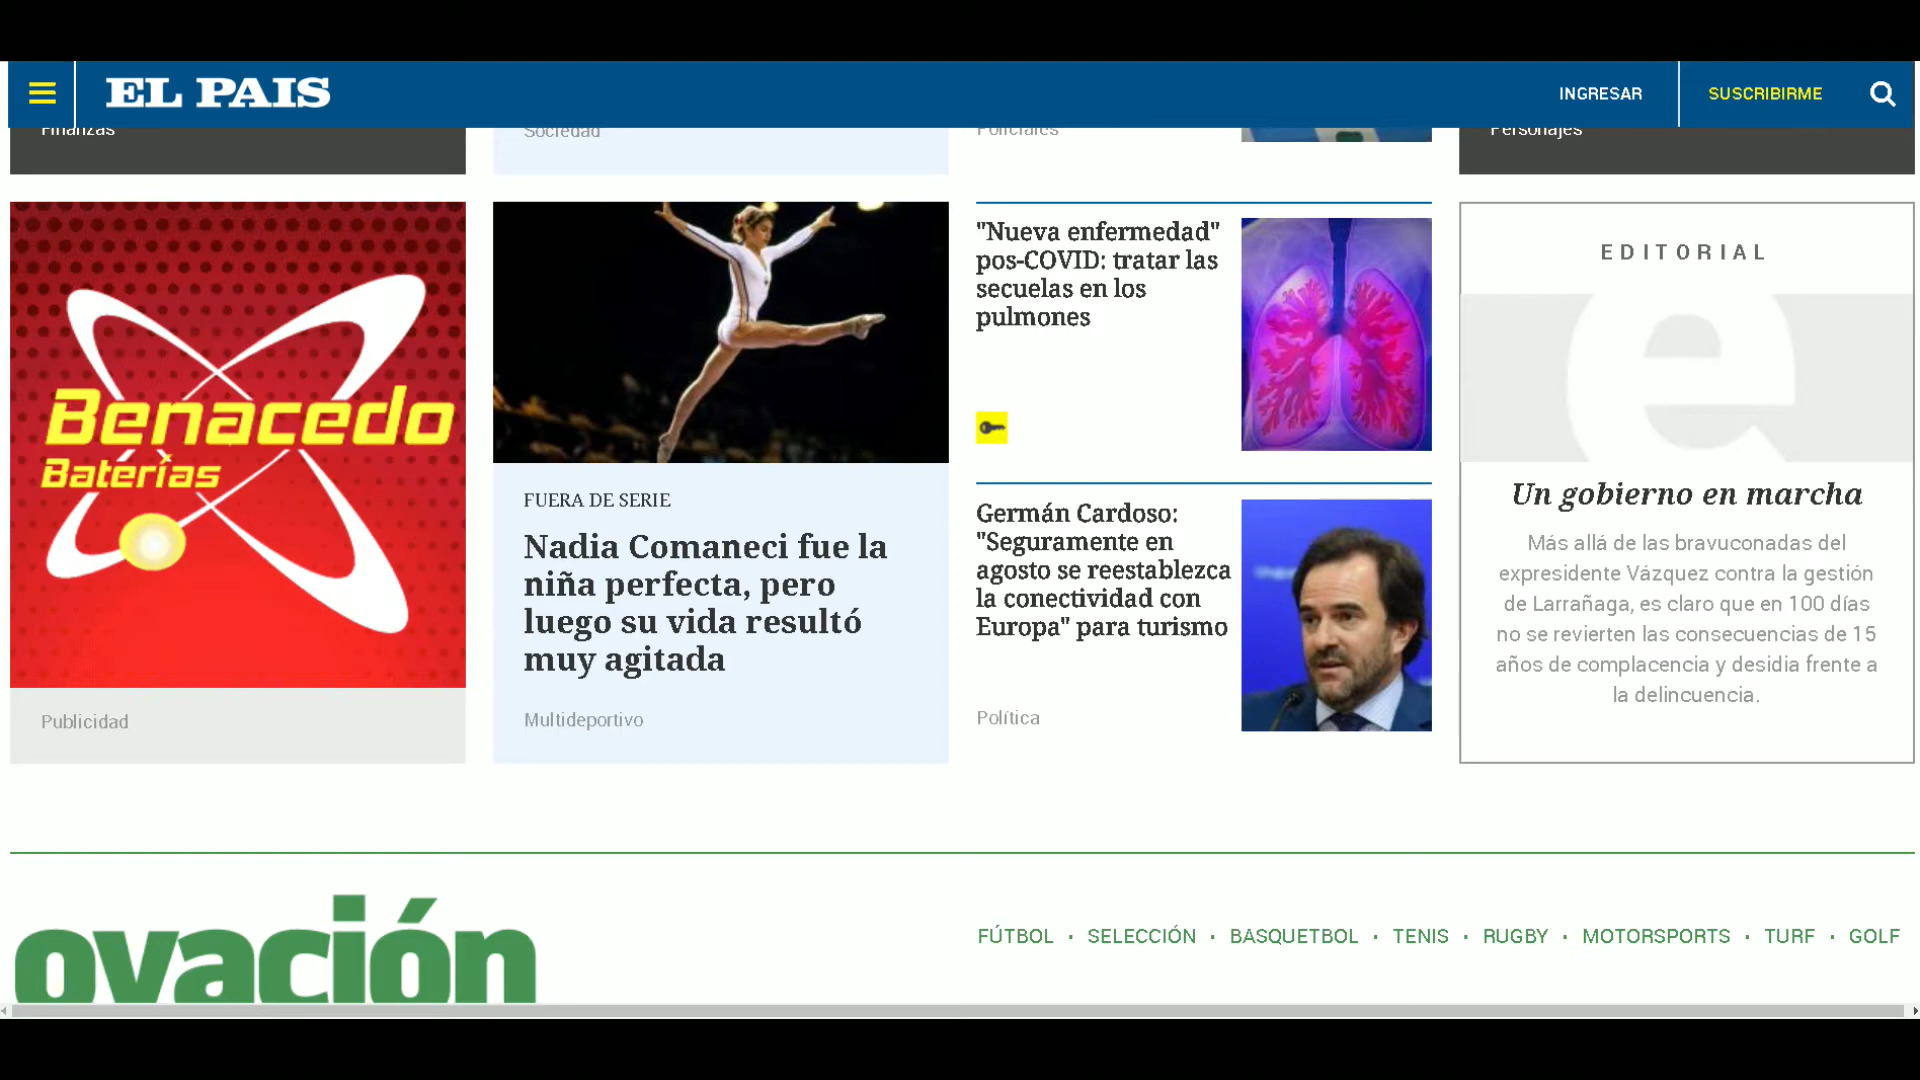 EL PAIS
INGRESAR
SUSCRIBIRME
Finanzas
Sociedad
Policiales
Personajes
Benacedo
Baterías
Publicidad
FUERA DE SERIE
Nadia Comaneci fue la
niña perfecta, pero
luego su vida resultó
muy agitada
Multideportivo
"Nueva enfermedad"
pos-COVID: tratar las
secuelas en los
pulmones
Germán Cardoso:
"Seguramente en
agosto se reestablezca
la conectividad con
Europa" para turismo
Política
EDITORIAL
e
Un gobierno en marcha
Más allá de las bravuconadas del
expresidente Vázquez contra la gestión
de Larrañaga, es claro que en 100 días
no se revierten las consecuencias de 15
años de complacencia y desidia frente a
la delincuencia.
ovación
FÚTBOL · SELECCIÓN · BASQUETBOL · TENIS · RUGBY · MOTORSPORTS · TURF · GOLF